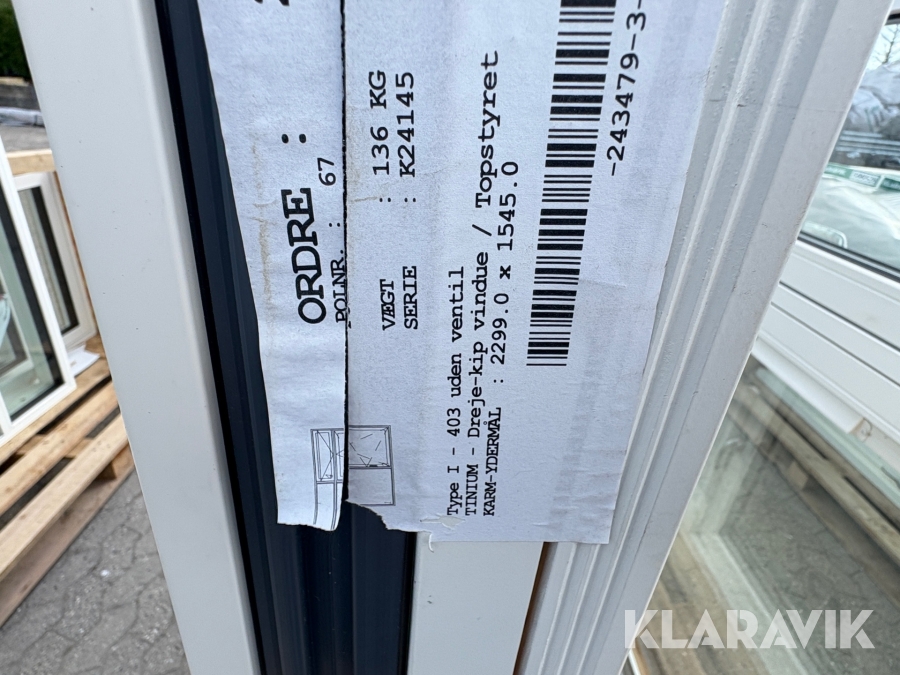 ORDRE :
POLNR. : 67
VÆGT : 136 KG
SERIE : K24145
Type I - 403 uden ventil
TINIUM - Dreje-kip vindue / Topstyret
KARM-YDERMÅL : 2299.0 x 1545.0
-243479-3-
KLARAVIK